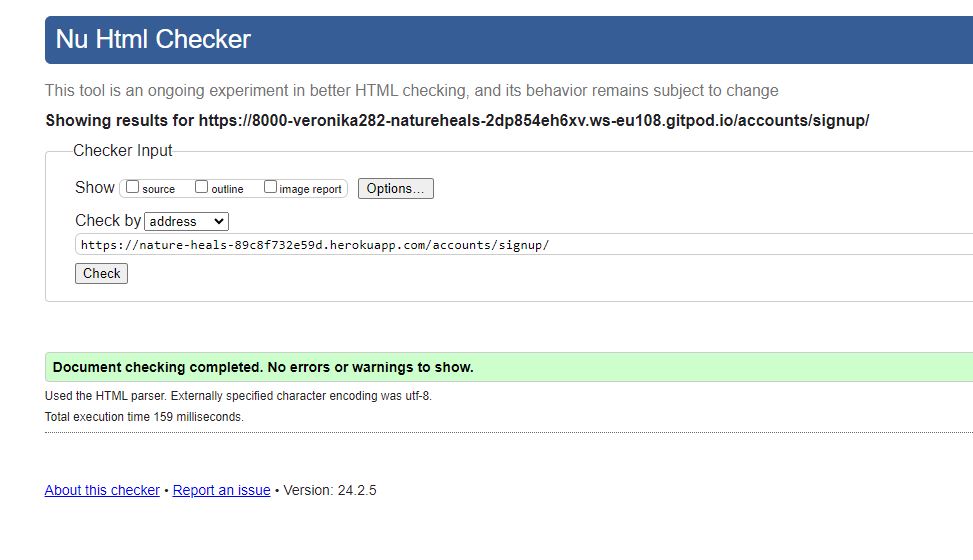 Nu Html Checker
This tool is an ongoing experiment in better HTML checking, and its behavior remains subject to change
Showing results for https://8000-veronika282-natureheals-2dp854eh6xv.ws-eu108.gitpod.io/accounts/signup/
Checker Input
Show source outline image report Options...
Check by address
https://nature-heals-89c8f732e59d.herokuapp.com/accounts/signup/
Check
Document checking completed. No errors or warnings to show.
Used the HTML parser. Externally specified character encoding was utf-8.
Total execution time 159 milliseconds.
About this checker • Report an issue • Version: 24.2.5